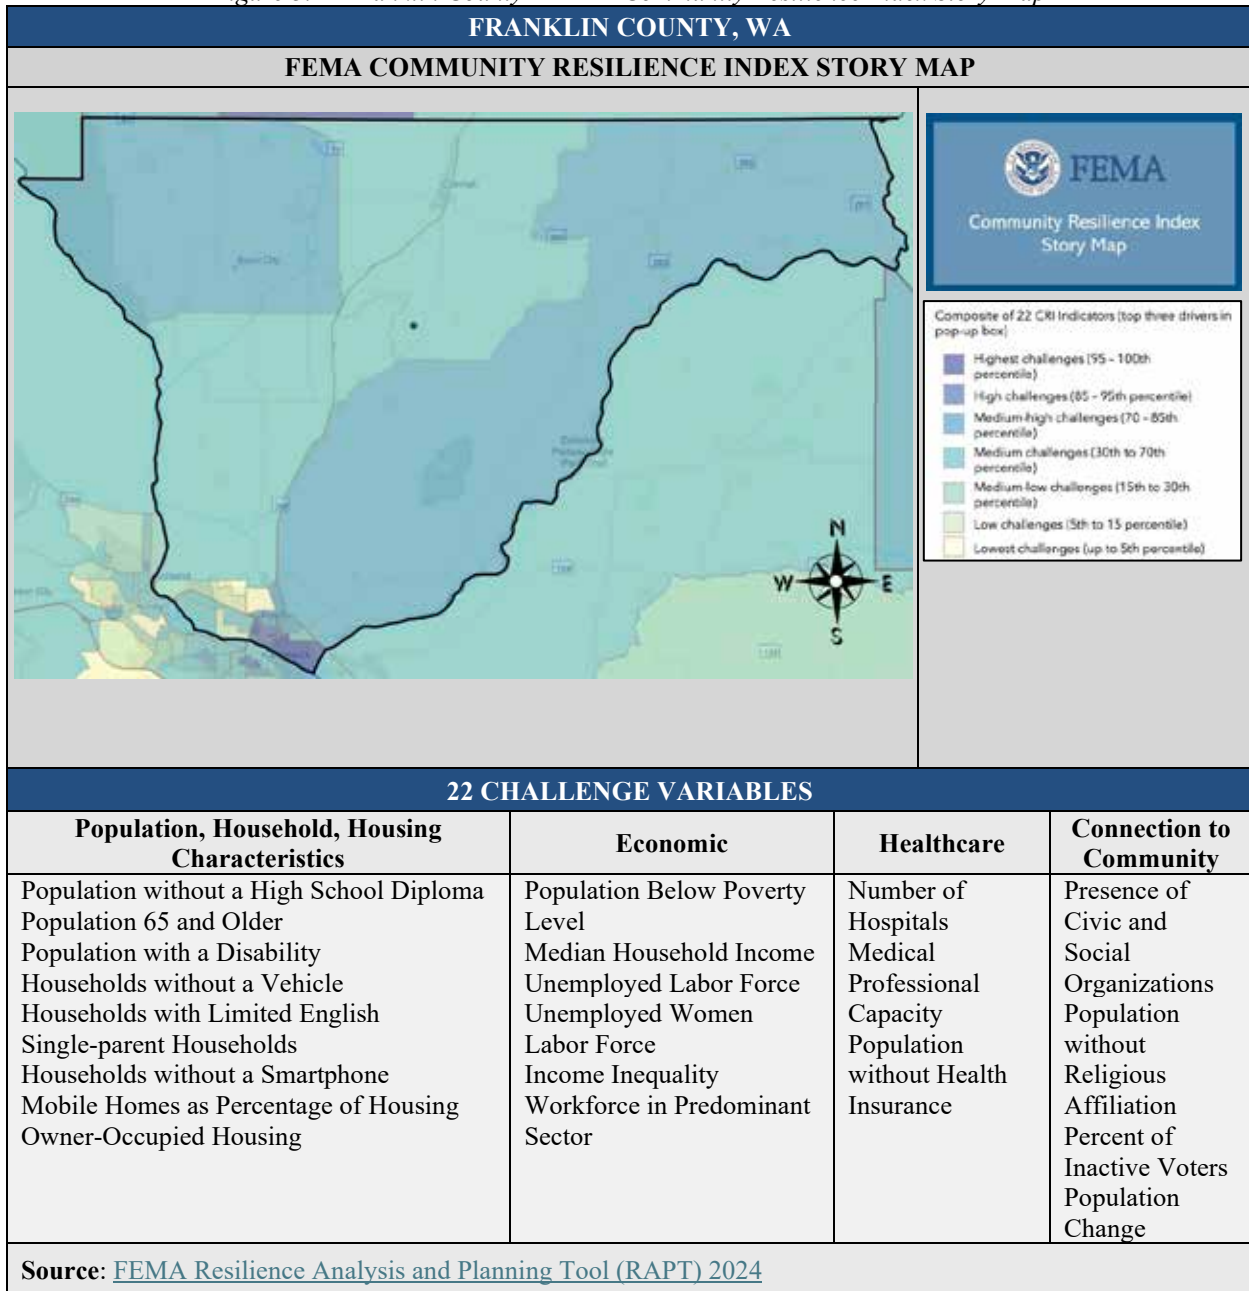 FRANKLIN COUNTY, WA
FEMA COMMUNITY RESILIENCE INDEX STORY MAP
Connell
Basin City
FEMA
Community Resilience Index
Story Map
Composite of 22 CRI Indicators (top three drivers in
pop-up box)
Highest challenges (95 - 100th
percentile)
High challenges (85 - 95th percentile)
Medium-high challenges (70 - 85th
percentile)
Medium challenges (30th to 70th
percentile)
Medium-low challenges (15th to 30th
percentile)
Low challenges (5th to 15 percentile)
Lowest challenges (up to 5th percentile)
N
W
E
S
22 CHALLENGE VARIABLES
Population, Household, Housing
Characteristics
Economic
Healthcare
Connection to
Community
Population without a High School Diploma
Population 65 and Older
Population with a Disability
Households without a Vehicle
Households with Limited English
Single-parent Households
Households without a Smartphone
Mobile Homes as Percentage of Housing
Owner-Occupied Housing
Population Below Poverty
Level
Median Household Income
Unemployed Labor Force
Unemployed Women
Labor Force
Income Inequality
Workforce in Predominant
Sector
Number of
Hospitals
Medical
Professional
Capacity
Population
without Health
Insurance
Presence of
Civic and
Social
Organizations
Population
without
Religious
Affiliation
Percent of
Inactive Voters
Population
Change
Source: FEMA Resilience Analysis and Planning Tool (RAPT) 2024